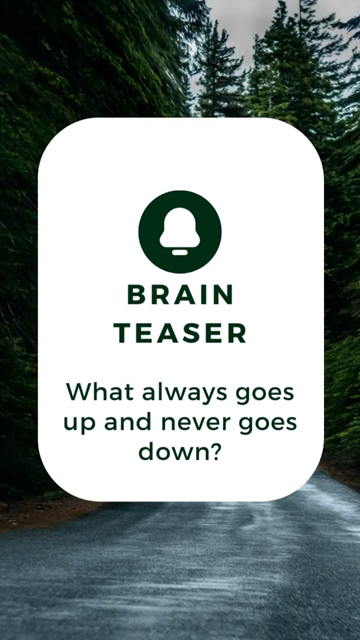 BRAIN
TEASER
What always goes
up and never goes
down?